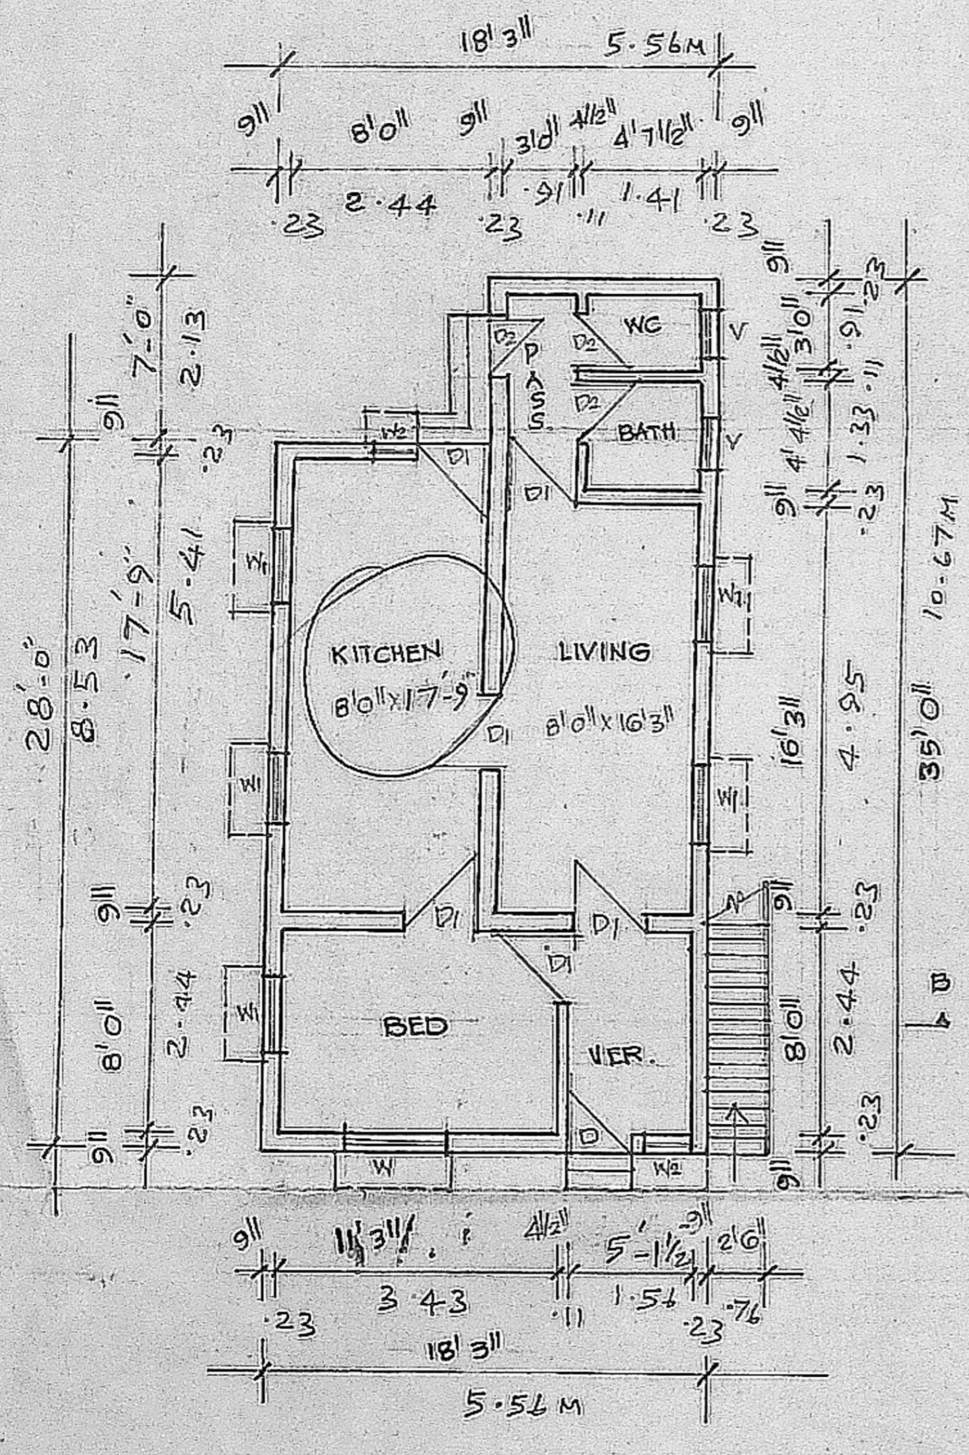 18'3" 5.56M
9" 8'0" 9" 3'0" 4½" 4'7½" 9"
.23 2.44 .23 .91 .11 1.41 .23
7'-0" 2.13
9" .23
17'-9" 5.41
28'-0" 8.53
9" .23
8'0" 2.44
9" .23
9" .23
3'0" .91
4½" .11
4'4½" 1.33
9" .23
16'3" 4.95
35'0" 10.67M
9" .23
8'0" 2.44
9" .23
B
A
D2 P D2 WC V
A
S D2
S BATH V
W2 D1 D1
W1 W1
KITCHEN LIVING
8'0"x17'-9" 8'0"x16'3"
D1
W1 W1
D1 D1
D1
W1 BED VER.
D
W W2
9" 11'3" 4½" 5'-1½" 9" 2'6"
.23 3.43 .11 1.56 .23 .76
18'3"
5.56M